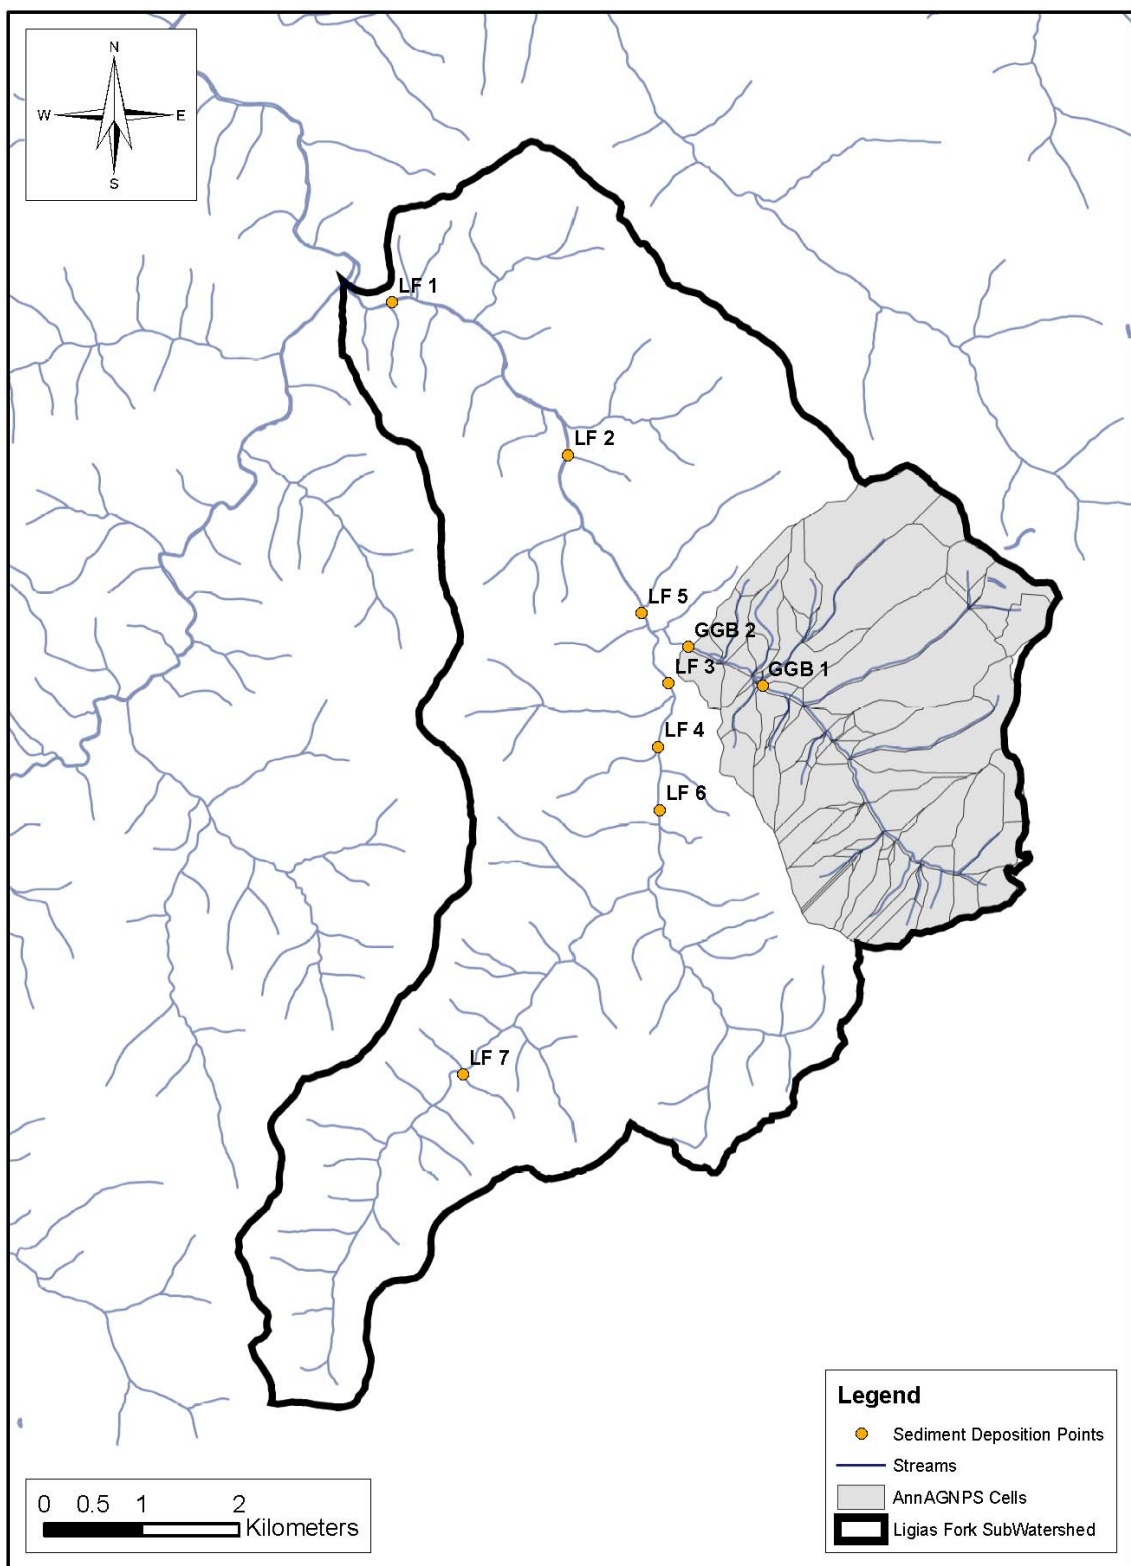 N
W E
S
LF 1
LF 2
LF 5
GGB 2
LF 3
GGB 1
LF 4
LF 6
LF 7
Legend
Sediment Deposition Points
Streams
AnnAGNPS Cells
Ligias Fork SubWatershed
0 0.5 1 2
Kilometers